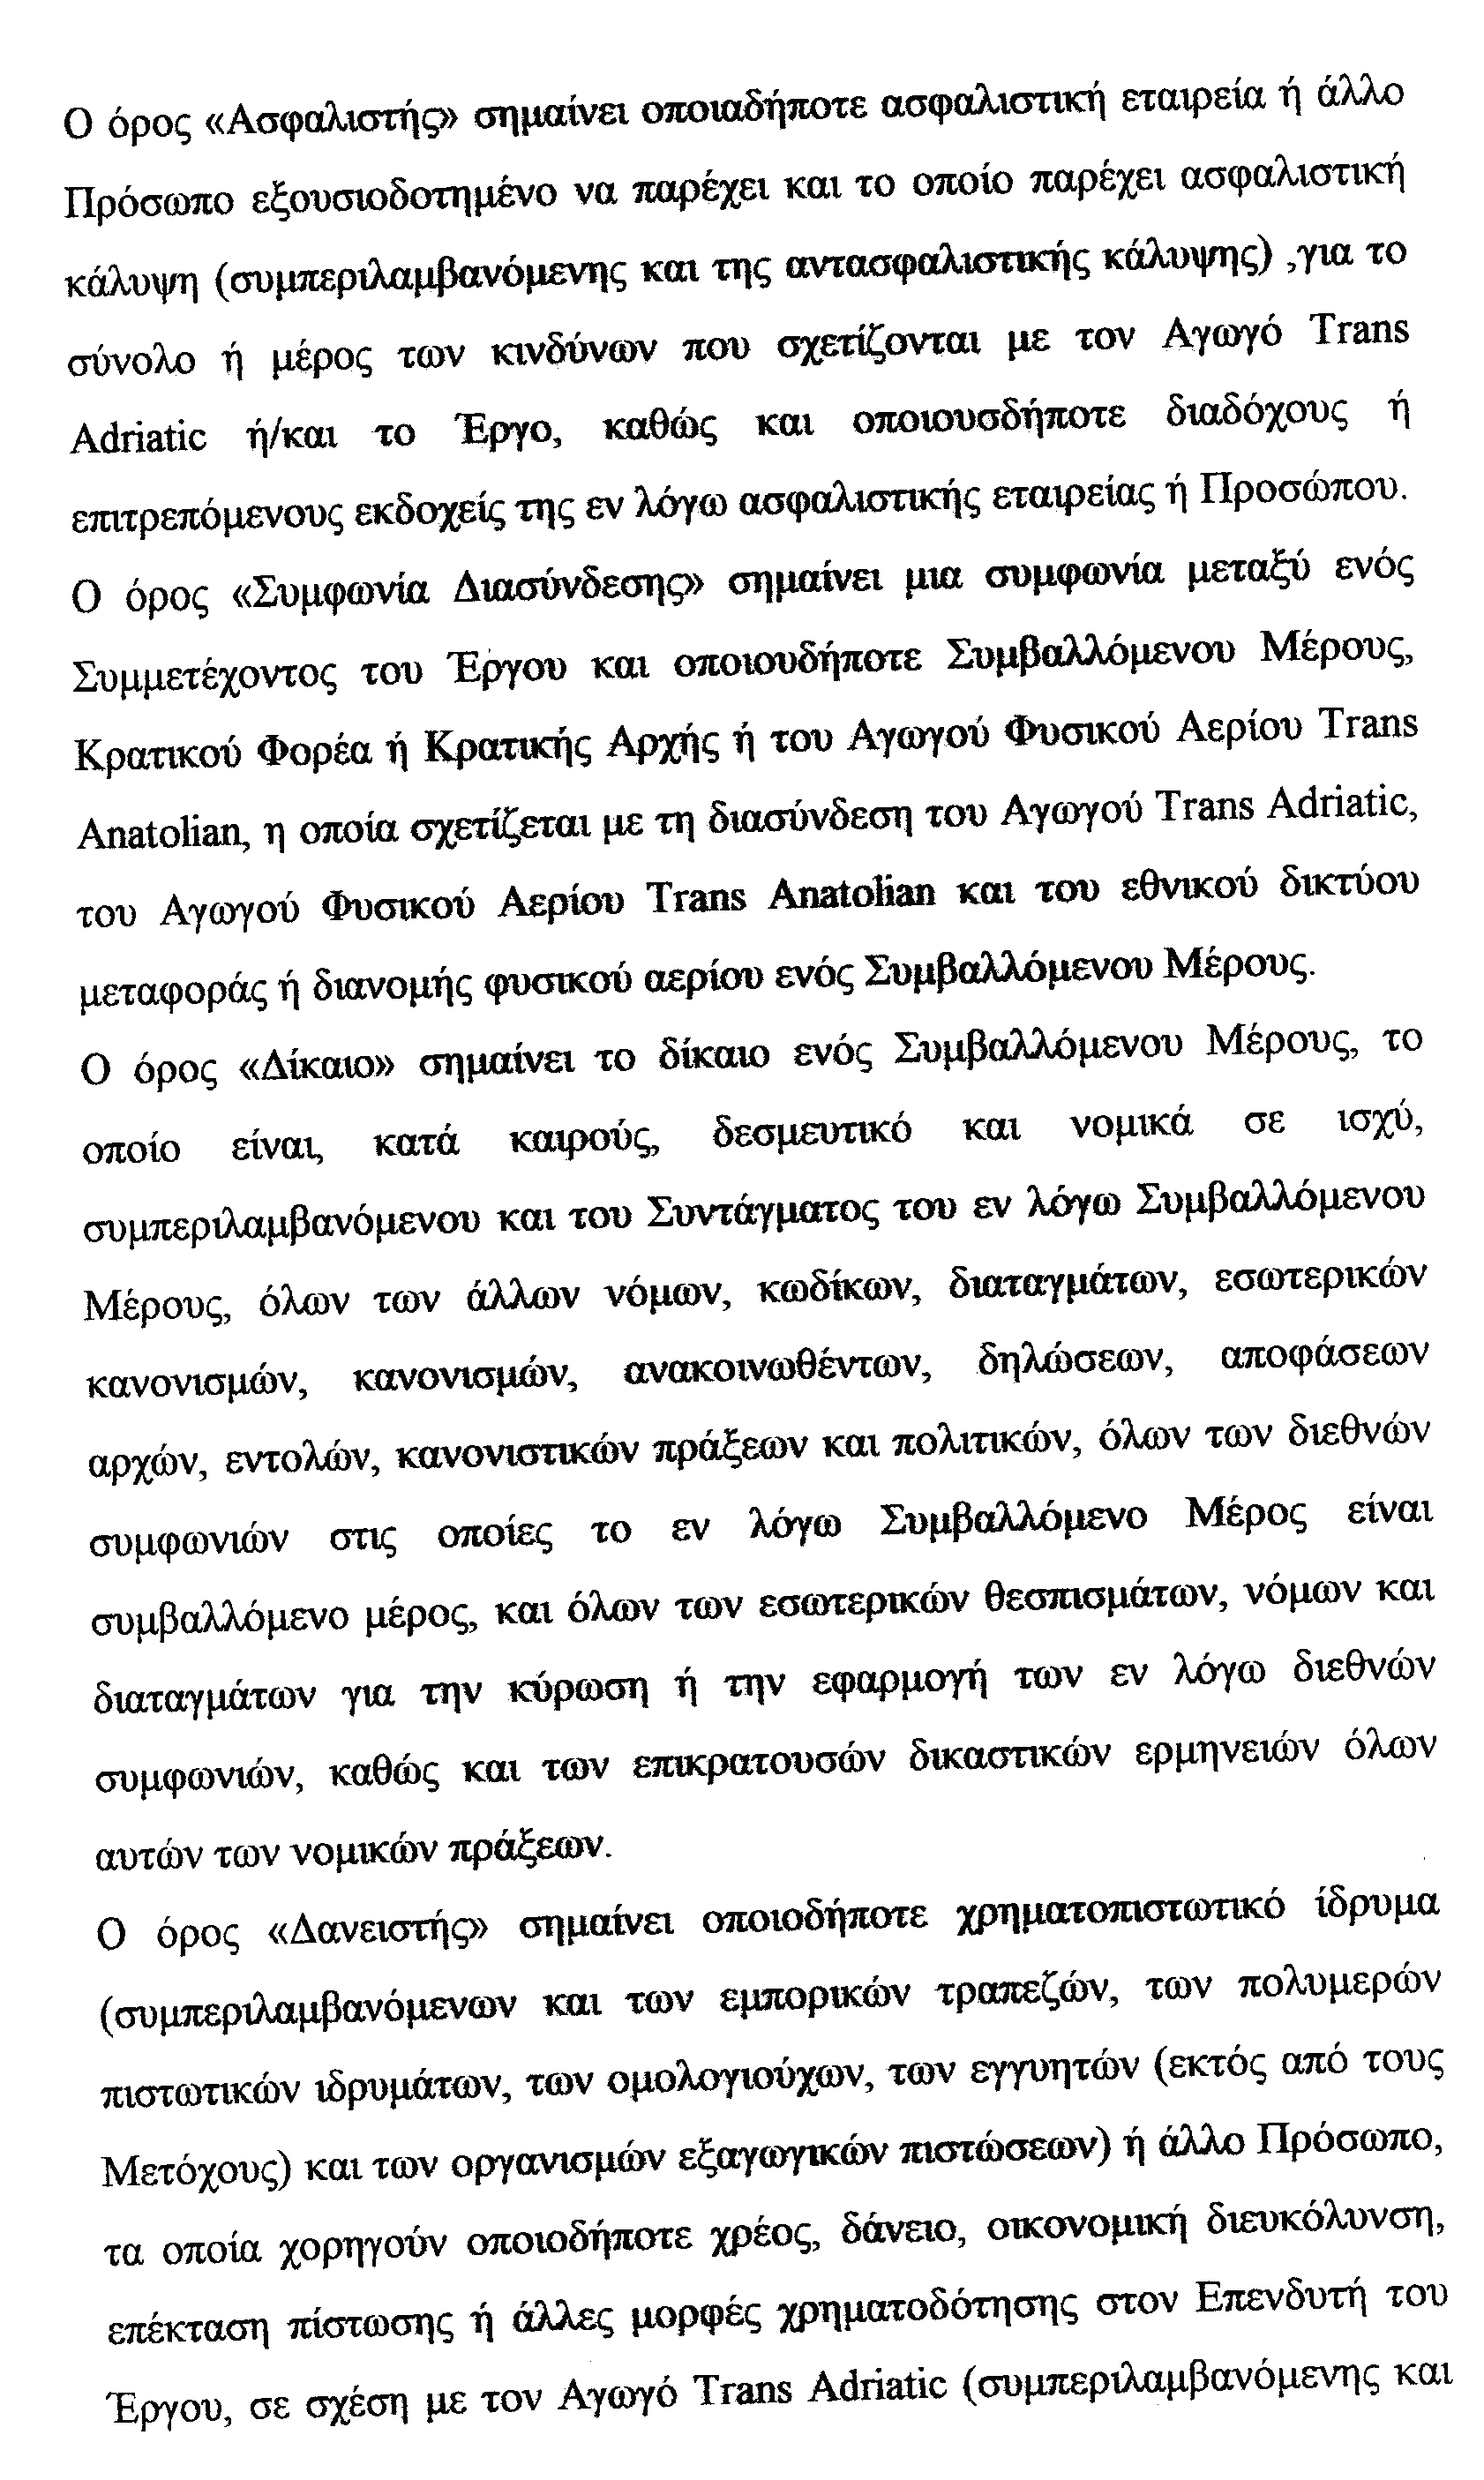 Ο όρος «Ασφαλιστής» σημαίνει οποιαδήποτε ασφαλιστική εταιρεία ή άλλο
Πρόσωπο εξουσιοδοτημένο να παρέχει και το οποίο παρέχει ασφαλιστική
κάλυψη (συμπεριλαμβανόμενης και της αντασφαλιστικής κάλυψης) ,για το
σύνολο ή μέρος των κινδύνων που σχετίζονται με τον Αγωγό Trans
Adriatic ή/και το Έργο, καθώς και οποιουσδήποτε διαδόχους ή
επιτρεπόμενους εκδοχείς της εν λόγω ασφαλιστικής εταιρείας ή Προσώπου.
Ο όρος «Συμφωνία Διασύνδεσης» σημαίνει μια συμφωνία μεταξύ ενός
Συμμετέχοντος του Έργου και οποιουδήποτε Συμβαλλόμενου Μέρους,
Κρατικού Φορέα ή Κρατικής Αρχής ή του Αγωγού Φυσικού Αερίου Trans
Anatolian, η οποία σχετίζεται με τη διασύνδεση του Αγωγού Trans Adriatic,
του Αγωγού Φυσικού Αερίου Trans Anatolian και του εθνικού δικτύου
μεταφοράς ή διανομής φυσικού αερίου ενός Συμβαλλόμενου Μέρους.
Ο όρος «Δίκαιο» σημαίνει το δίκαιο ενός Συμβαλλόμενου Μέρους, το
οποίο είναι, κατά καιρούς, δεσμευτικό και νομικά σε ισχύ,
συμπεριλαμβανόμενου και του Συντάγματος του εν λόγω Συμβαλλόμενου
Μέρους, όλων των άλλων νόμων, κωδίκων, διαταγμάτων, εσωτερικών
κανονισμών, κανονισμών, ανακοινωθέντων, δηλώσεων, αποφάσεων
αρχών, εντολών, κανονιστικών πράξεων και πολιτικών, όλων των διεθνών
συμφωνιών στις οποίες το εν λόγω Συμβαλλόμενο Μέρος είναι
συμβαλλόμενο μέρος, και όλων των εσωτερικών θεσπισμάτων, νόμων και
διαταγμάτων για την κύρωση ή την εφαρμογή των εν λόγω διεθνών
συμφωνιών, καθώς και των επικρατουσών δικαστικών ερμηνειών όλων
αυτών των νομικών πράξεων.
Ο όρος «Δανειστής» σημαίνει οποιοδήποτε χρηματοπιστωτικό ίδρυμα
(συμπεριλαμβανόμενων και των εμπορικών τραπεζών, των πολυμερών
πιστωτικών ιδρυμάτων, των ομολογιούχων, των εγγυητών (εκτός από τους
Μετόχους) και των οργανισμών εξαγωγικών πιστώσεων) ή άλλο Πρόσωπο,
τα οποία χορηγούν οποιοδήποτε χρέος, δάνειο, οικονομική διευκόλυνση,
επέκταση πίστωσης ή άλλες μορφές χρηματοδότησης στον Επενδυτή του
Έργου, σε σχέση με τον Αγωγό Trans Adriatic (συμπεριλαμβανόμενης και